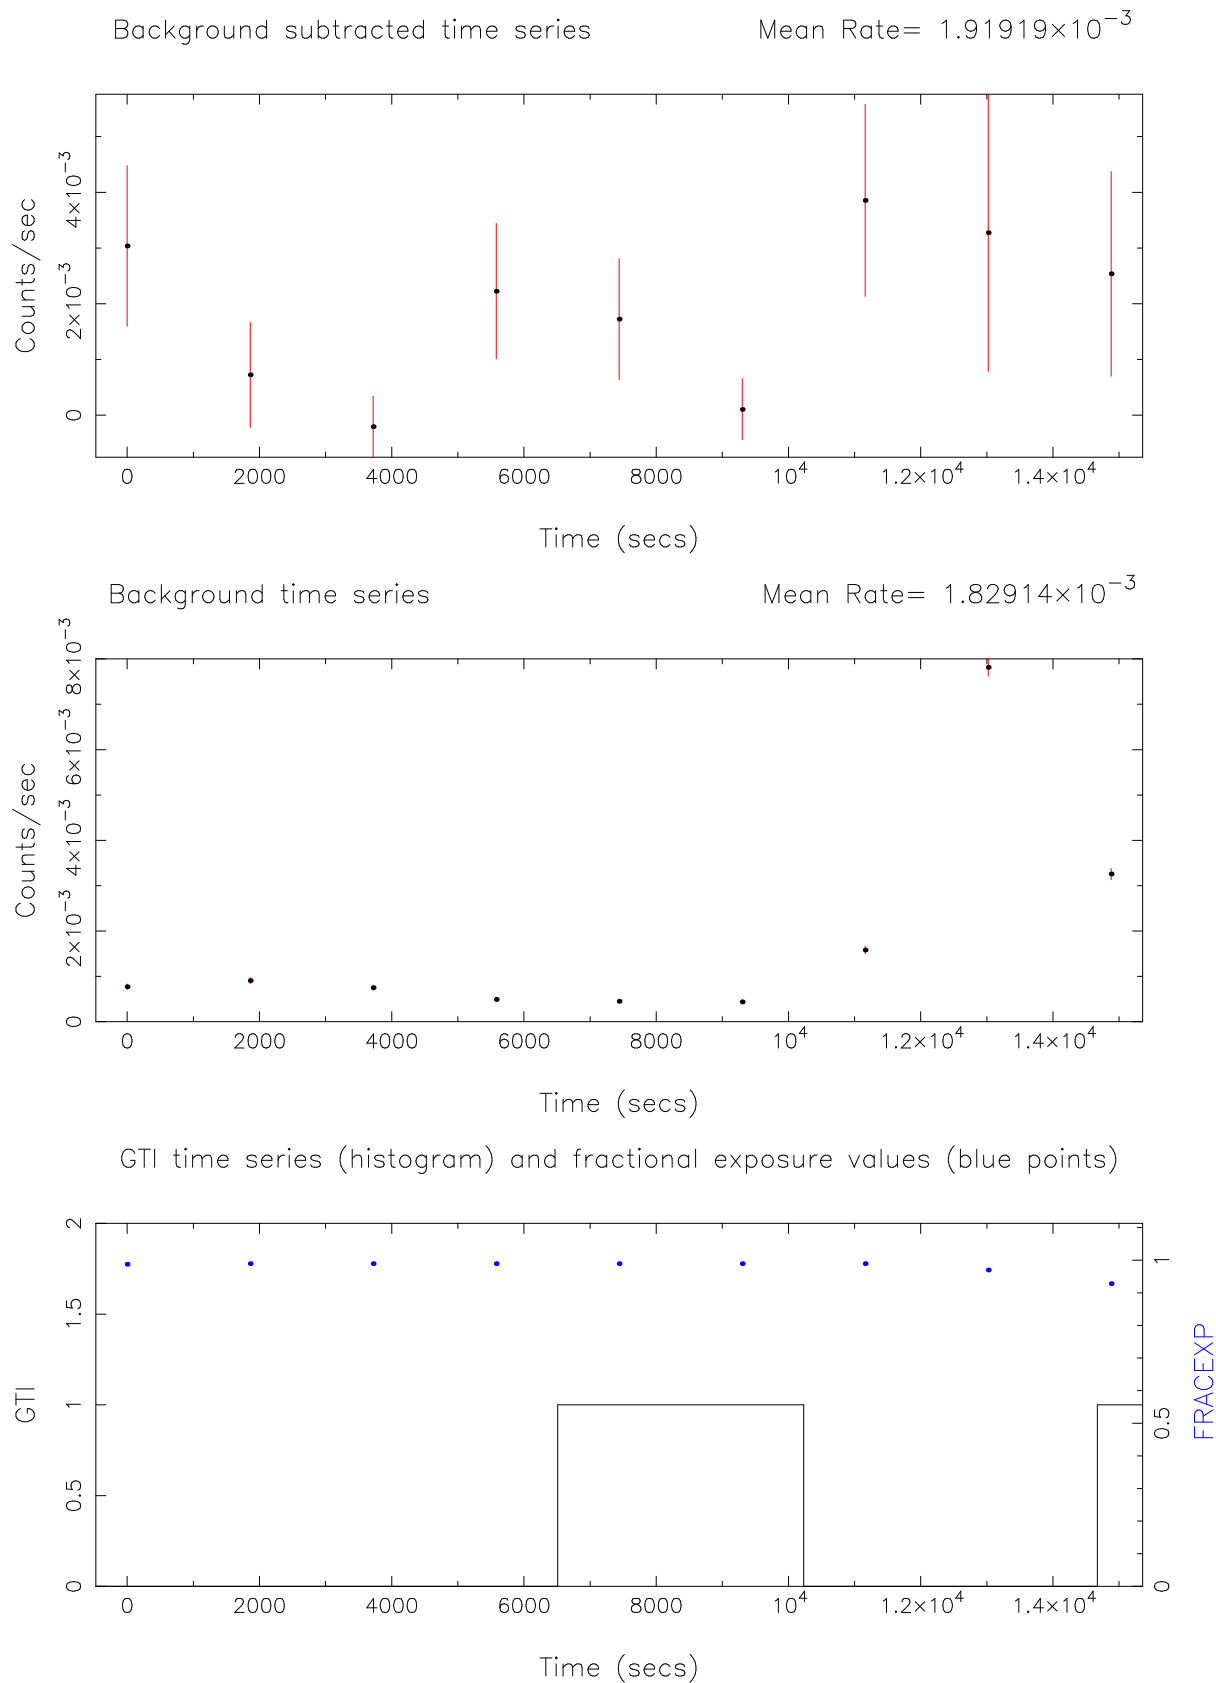 Background subtracted time series Mean Rate= 1.91919×10⁻³
Counts/sec
4×10⁻³
2×10⁻³
0
0 2000 4000 6000 8000 10⁴ 1.2×10⁴ 1.4×10⁴
Time (secs)
Background time series Mean Rate= 1.82914×10⁻³
Counts/sec
8×10⁻³
6×10⁻³
4×10⁻³
2×10⁻³
0
0 2000 4000 6000 8000 10⁴ 1.2×10⁴ 1.4×10⁴
Time (secs)
GTI time series (histogram) and fractional exposure values (blue points)
GTI
2
1.5
1
0.5
0
1
0.5
0
FRACEXP
0 2000 4000 6000 8000 10⁴ 1.2×10⁴ 1.4×10⁴
Time (secs)